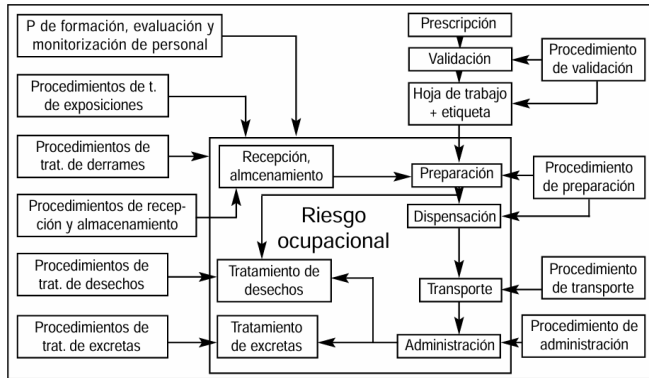 P de formación, evaluación y
monitorización de personal
Procedimientos de t.
de exposiciones
Procedimientos de
trat. de derrames
Procedimientos de recep-
ción y almacenamiento
Procedimientos de
trat. de desechos
Procedimientos de
trat. de excretas
Recepción,
almcenamiento
Riesgo
ocupacional
Tratamiento de
desechos
Tratamiento
de excretas
Prescripción
Validación
Hoja de trabajo
+ etiqueta
Preparación
Dispensación
Transporte
Administración
Procedimiento
de validación
Procedimiento
de preparación
Procedimiento
de transporte
Procedimiento de
administración